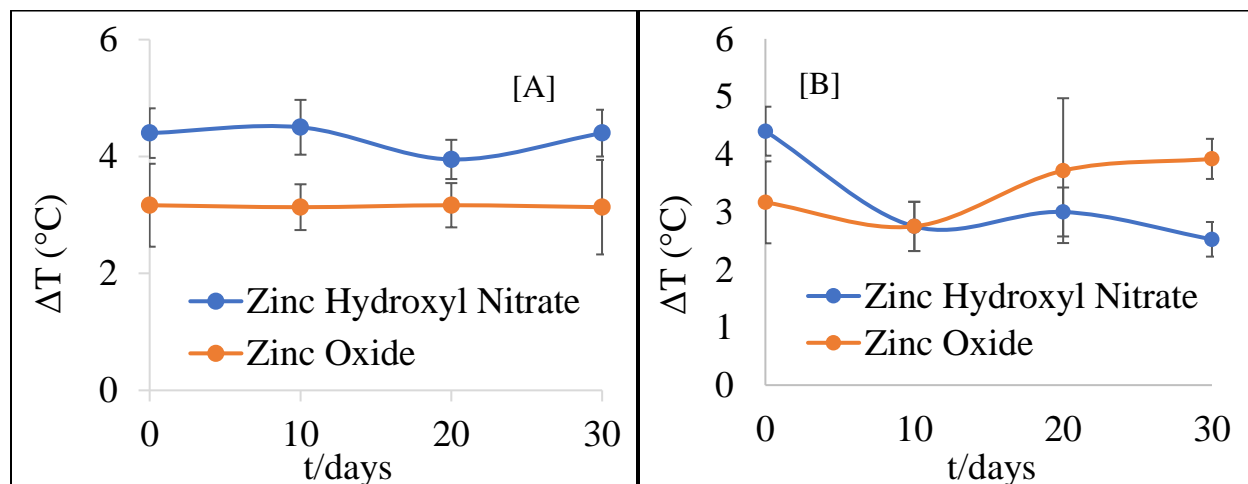 [A]
6
4
2
0
ΔT (°C)
Zinc Hydroxyl Nitrate
Zinc Oxide
0 10 20 30
t/days
[B]
6
5
4
3
2
1
0
ΔT (°C)
Zinc Hydroxyl Nitrate
Zinc Oxide
0 10 20 30
t/days